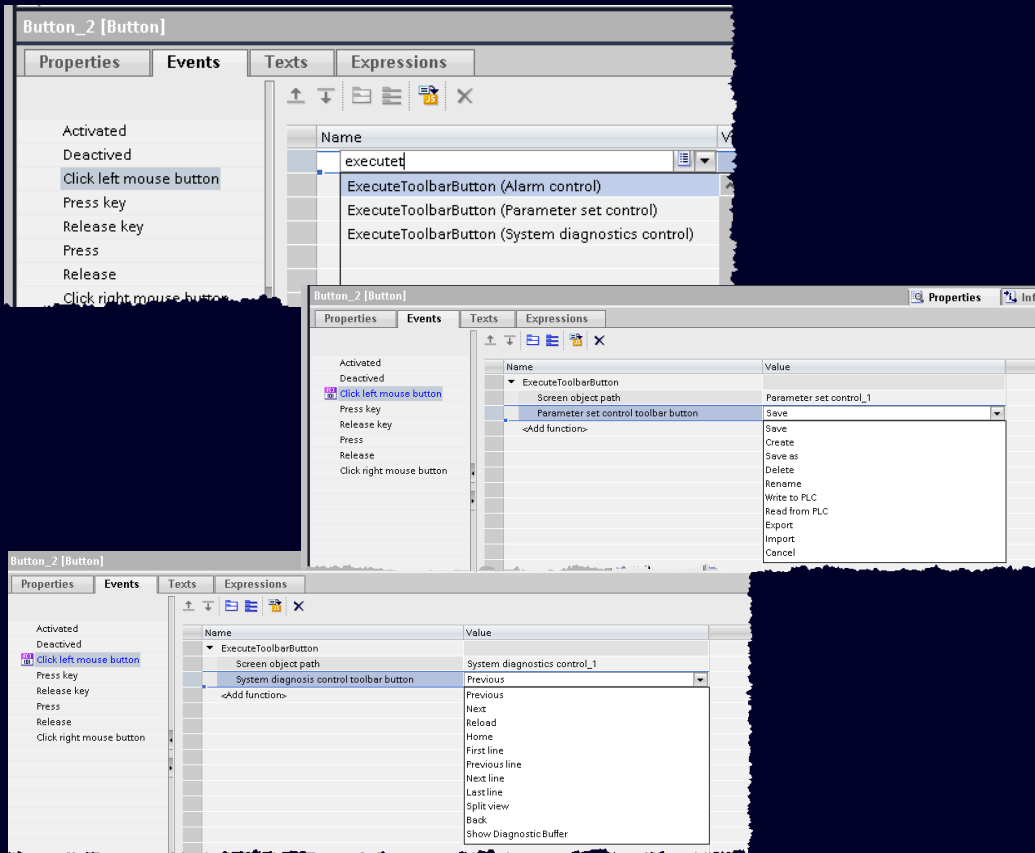 Button_2 [Button]
Properties Events Texts Expressions
Name
Activated
Deactived
Click left mouse button
Press key
Release key
Press
Release
Click right mouse button
executet
ExecuteToolbarButton (Alarm control)
ExecuteToolbarButton (Parameter set control)
ExecuteToolbarButton (System diagnostics control)
Button_2 [Button]
Properties
Properties Events Texts Expressions
Activated
Deactived
Click left mouse button
Press key
Release key
Press
Release
Click right mouse button
Name Value
ExecuteToolbarButton
Screen object path Parameter set control_1
Parameter set control toolbar button Save
<Add function>
Save
Create
Save as
Delete
Rename
Write to PLC
Read from PLC
Export
Import
Cancel
Button_2 [Button]
Properties Events Texts Expressions
Activated
Deactived
Click left mouse button
Press key
Release key
Press
Release
Click right mouse button
Name Value
ExecuteToolbarButton
Screen object path System diagnostics control_1
System diagnosis control toolbar button Previous
<Add function>
Previous
Next
Reload
Home
First line
Previous line
Next line
Last line
Split view
Back
Show Diagnostic Buffer